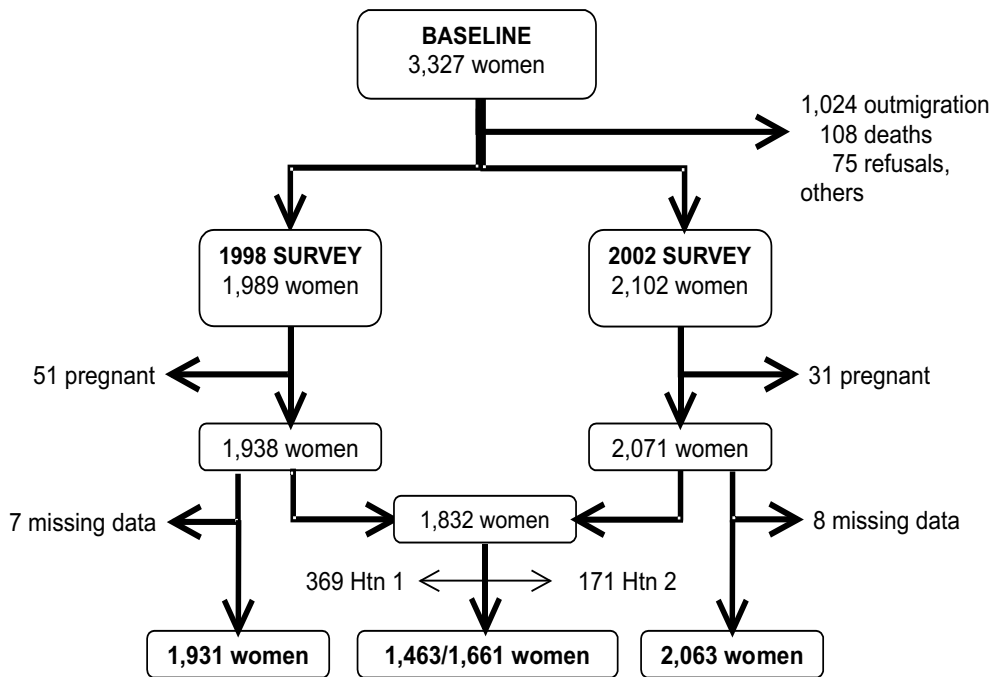 BASELINE
3,327 women
1,024 outmigration
108 deaths
75 refusals,
others
1998 SURVEY
1,989 women
2002 SURVEY
2,102 women
51 pregnant
31 pregnant
1,938 women
2,071 women
7 missing data
1,832 women
8 missing data
369 Htn 1
171 Htn 2
1,931 women
1,463/1,661 women
2,063 women